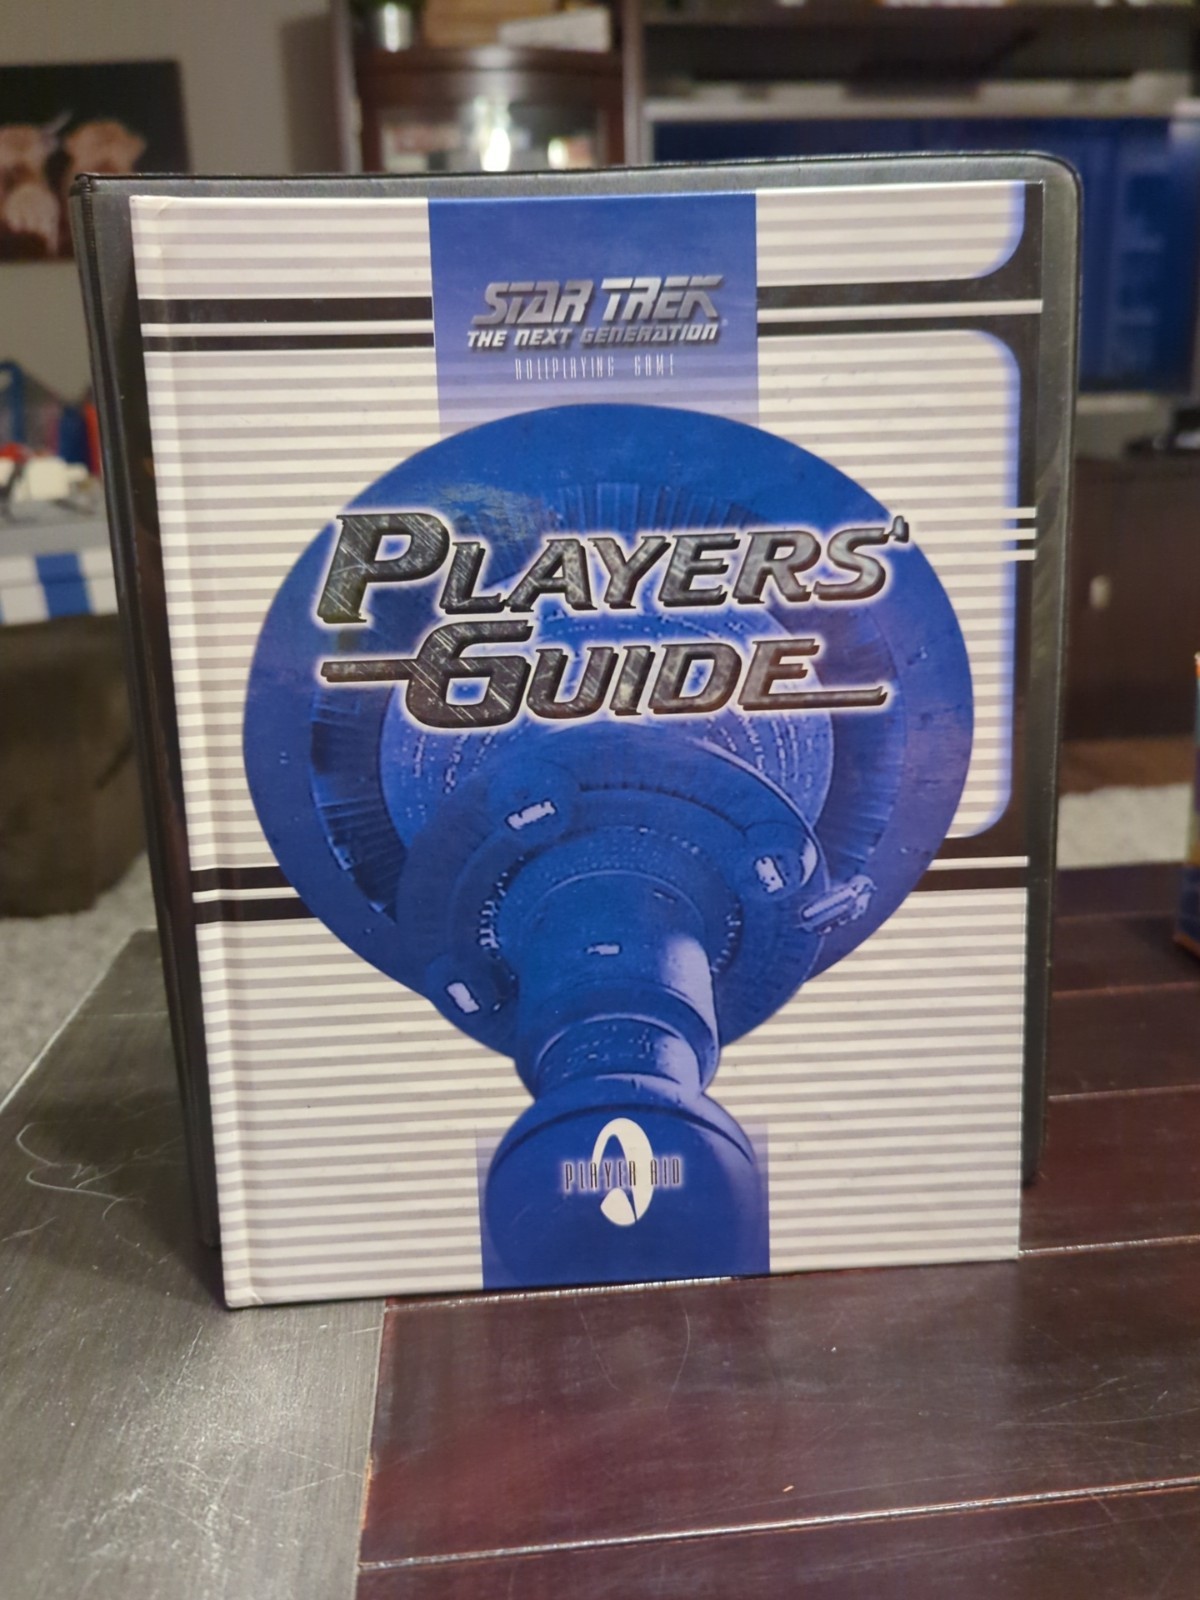 STAR TREK
THE NEXT GENERATION
ROLEPLAYING GAME
PLAYERS'
GUIDE
PLAYER AID